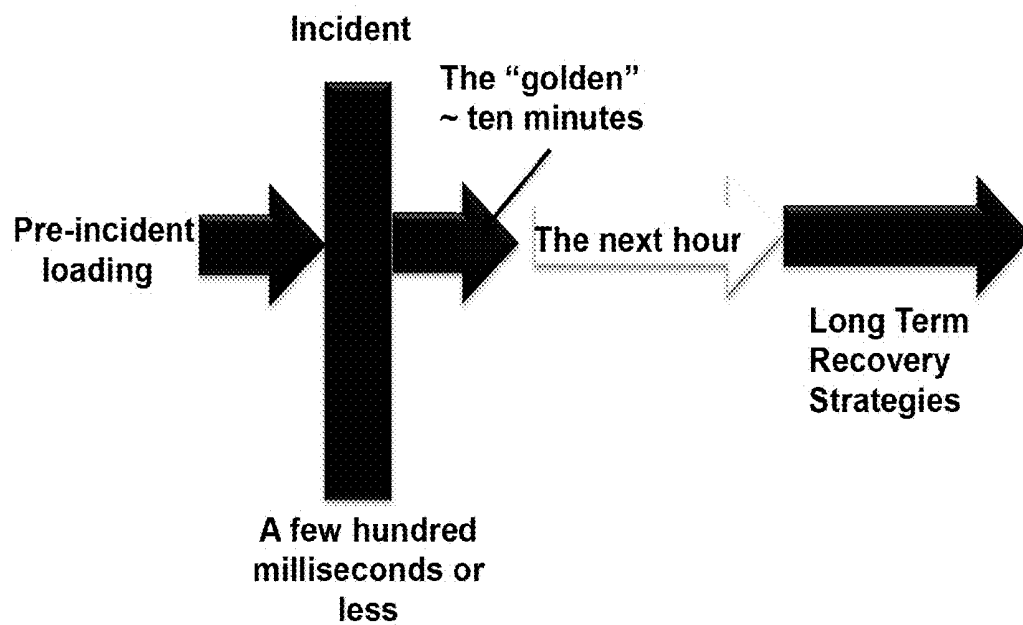 Incident
The “golden”
~ ten minutes
Pre-incident
loading
The next hour
Long Term
Recovery
Strategies
A few hundred
milliseconds or
less